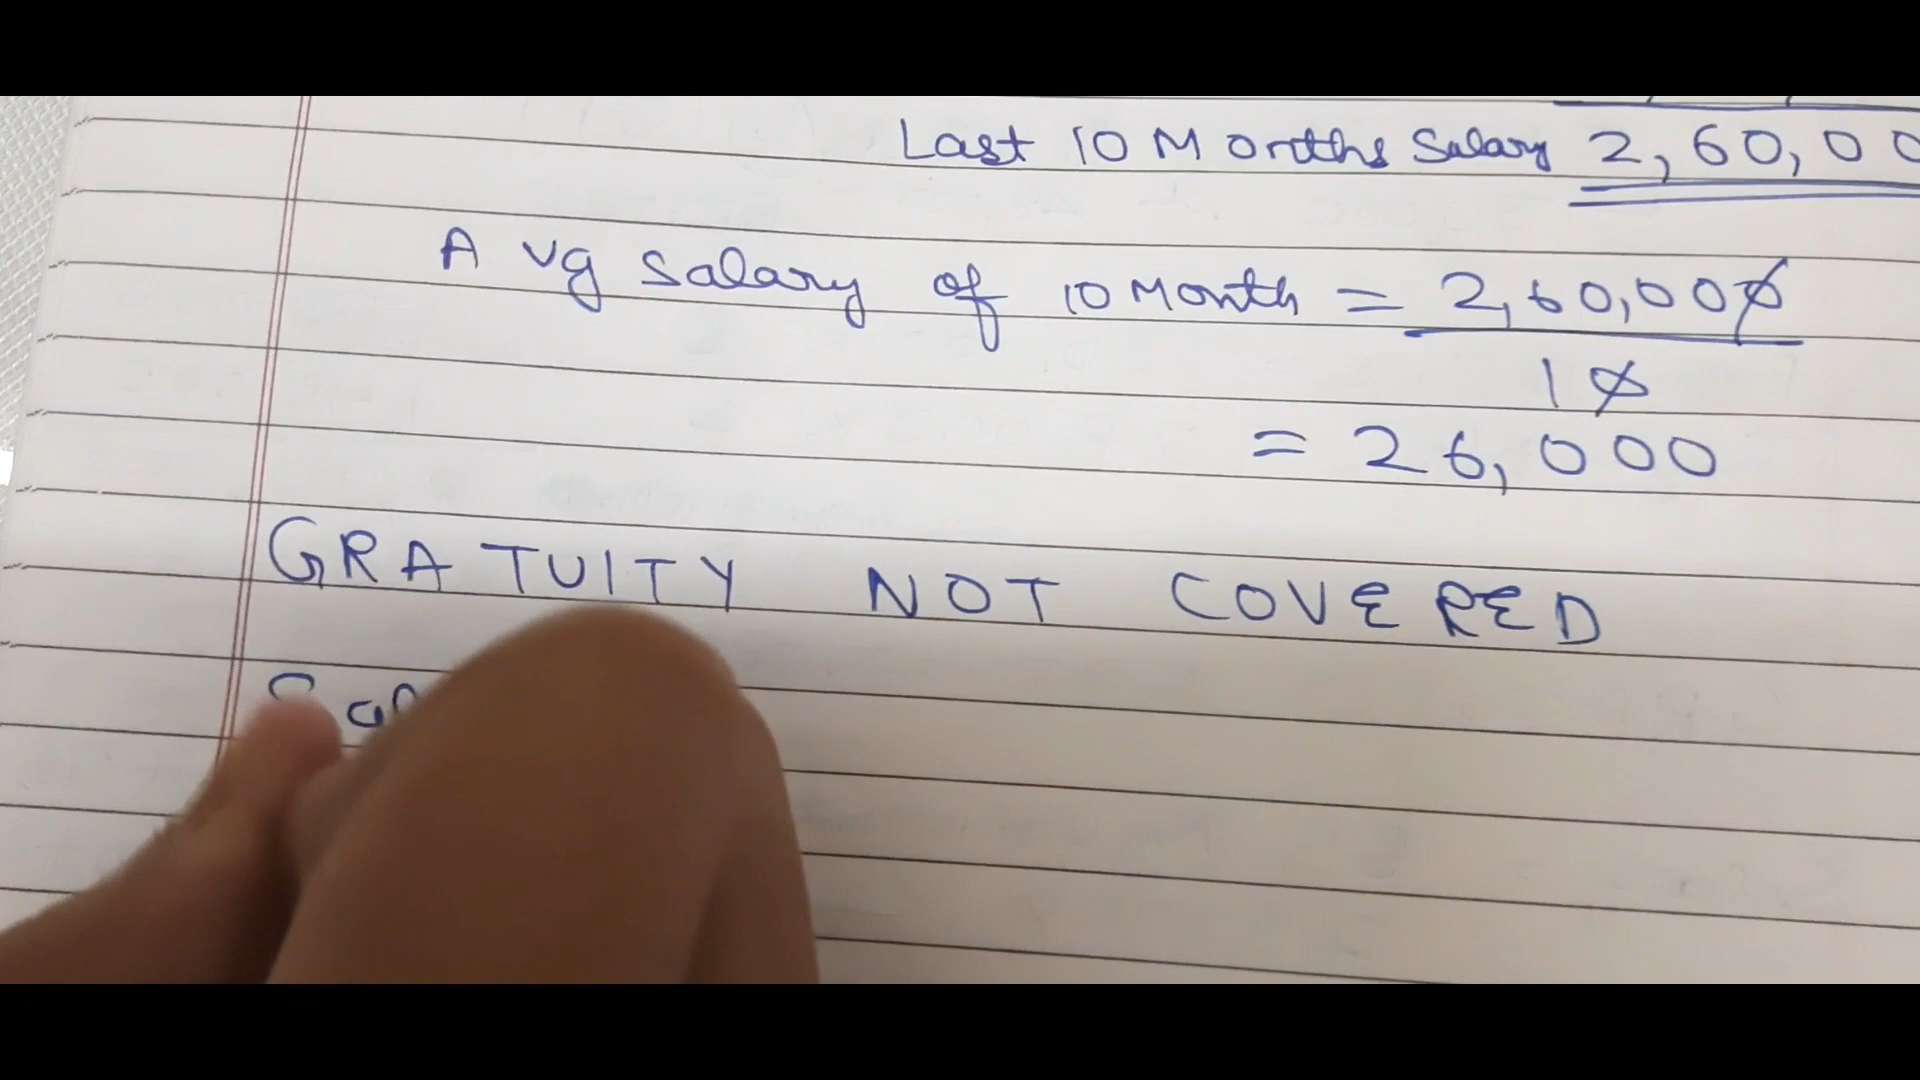 Last 10 Months Salary 2,60,00
Avg salary of 10 Month = 2,60,000
10
= 26,000
GRATUITY NOT COVERED